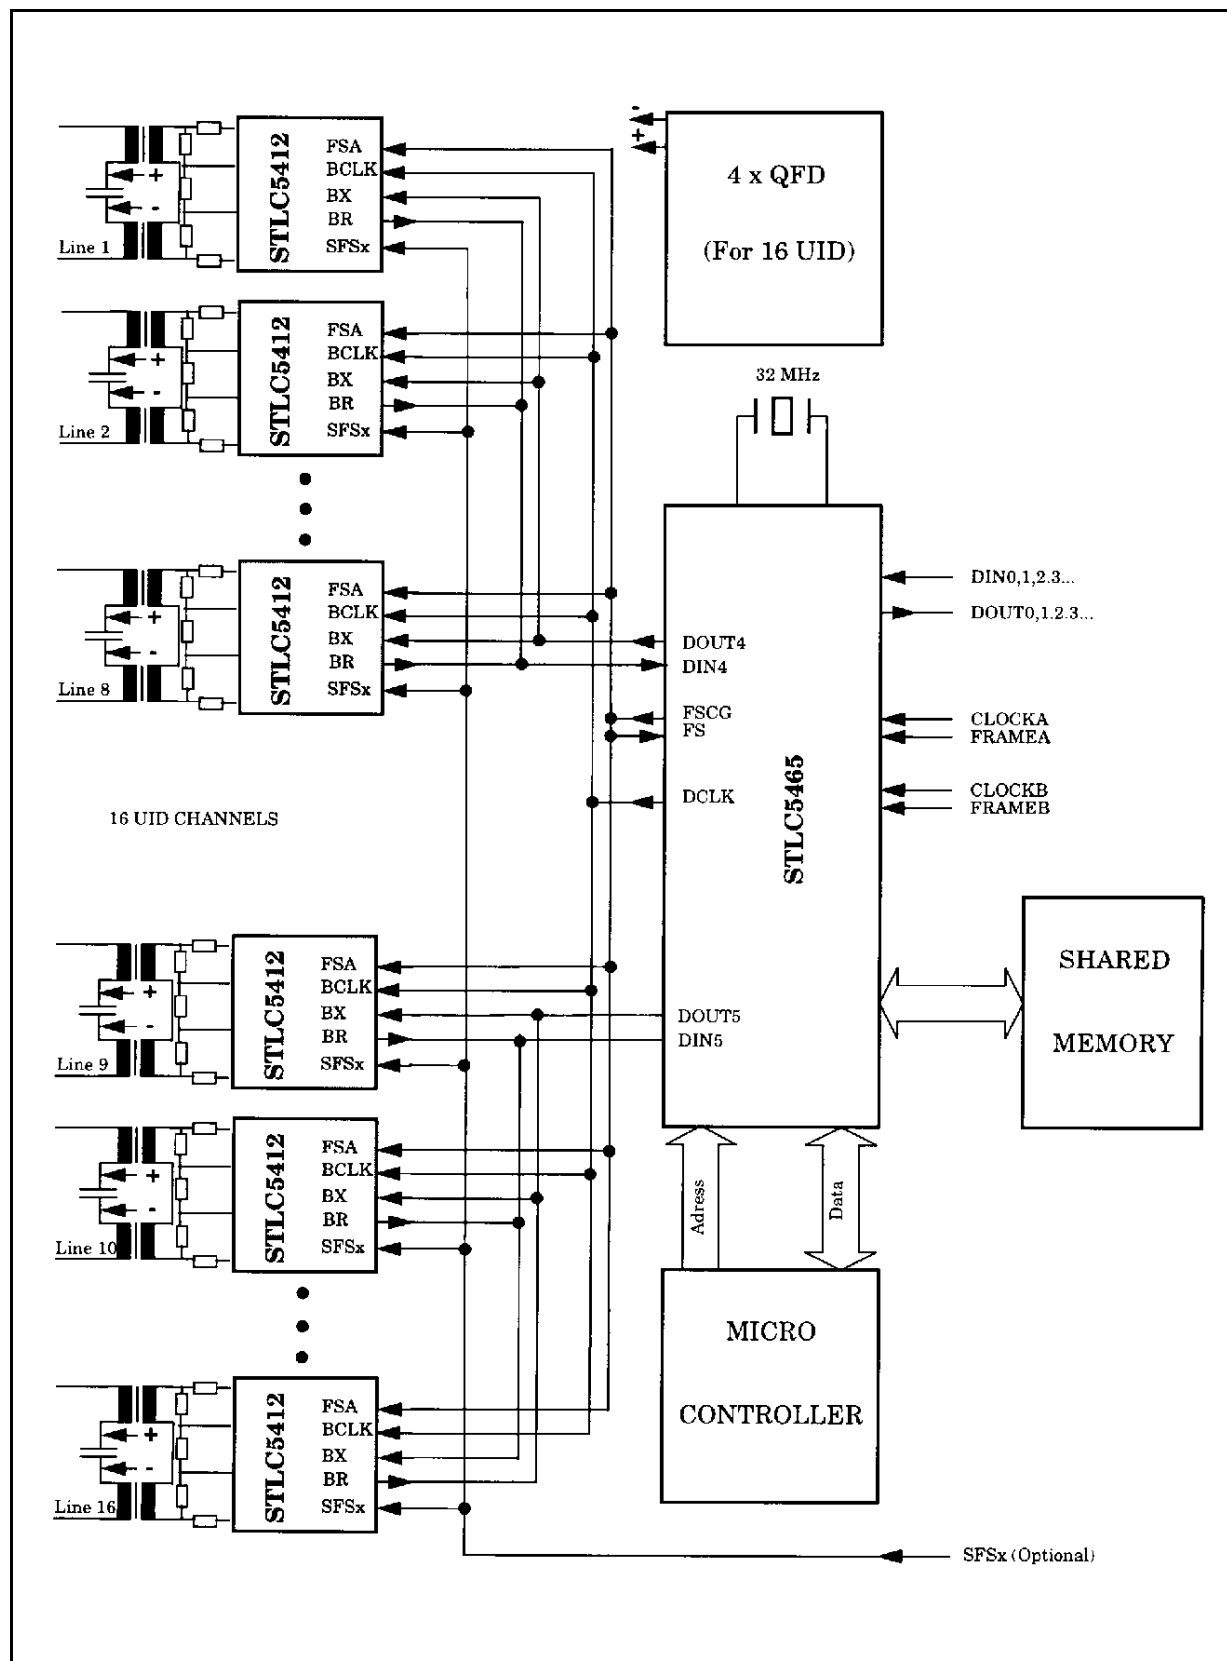 STLC5412
FSA
BCLK
BX
BR
SFSx
+
-
Line 1
-
+
4 x QFD
(For 16 UID)
STLC5412
FSA
BCLK
BX
BR
SFSx
+
-
Line 2
32 MHz
STLC5412
FSA
BCLK
BX
BR
SFSx
+
-
Line 8
DOUT4
DIN4
FSCG
FS
DCLK
STLC5465
DIN0,1,2.3...
DOUT0,1.2.3...
CLOCKA
FRAMEA
CLOCKB
FRAMEB
16 UID CHANNELS
STLC5412
FSA
BCLK
BX
BR
SFSx
+
-
Line 9
DOUT5
DIN5
SHARED
MEMORY
STLC5412
FSA
BCLK
BX
BR
SFSx
+
-
Line 10
Adress
Data
MICRO
CONTROLLER
STLC5412
FSA
BCLK
BX
BR
SFSx
+
-
Line 16
SFSx (Optional)